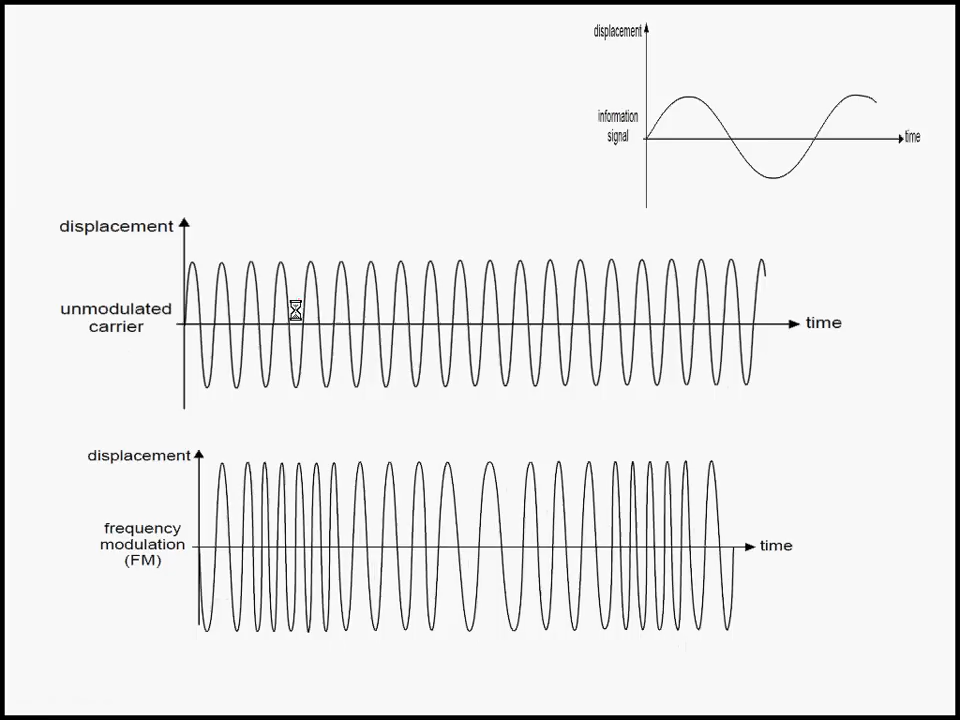 displacement
information
signal
time
displacement
unmodulated
carrier
time
displacement
frequency
modulation
(FM)
time